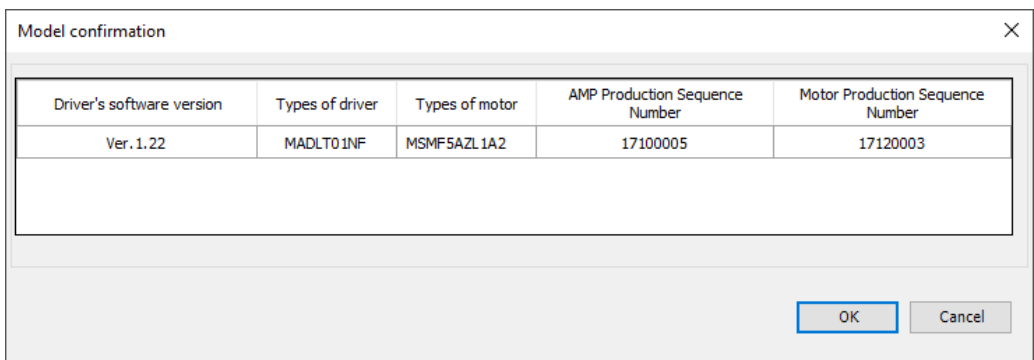 Model confirmation
Driver's software version Types of driver Types of motor AMP Production Sequence Number Motor Production Sequence Number
Ver.1.22 MADLT01NF MSMF5AZL1A2 17100005 17120003
OK Cancel